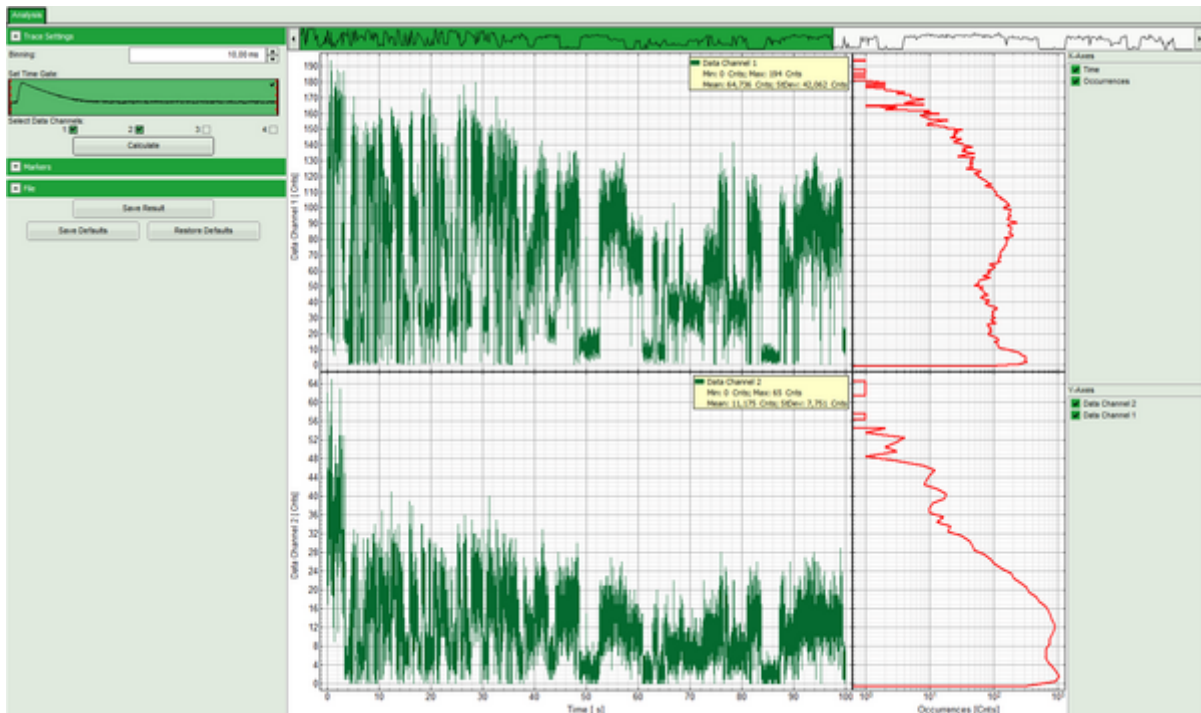 Analysis
Trace Settings
Binning: 10,00 ms
Set Time Gate:
Select Data Channels:
1: 2: 3: 4:
Calculate
Markers
File
Save Result
Save Defaults Restore Defaults
Data Channel 1
Min: 0 Cnts; Max: 194 Cnts
Mean: 64,736 Cnts; StDev: 42,062 Cnts
Data Channel 1 [Cnts]
190
180
170
160
150
140
130
120
110
100
90
80
70
60
50
40
30
20
10
0
Data Channel 2
Min: 0 Cnts; Max: 65 Cnts
Mean: 11,175 Cnts; StDev: 7,751 Cnts
Data Channel 2 [Cnts]
64
60
56
52
48
44
40
36
32
28
24
20
16
12
8
4
0
0 10 20 30 40 50 60 70 80 90 100
Time [ s]
10⁰ 10¹ 10² 10³
Occurrences [Cnts]
X-Axes
Time
Occurrences
Y-Axes
Data Channel 2
Data Channel 1